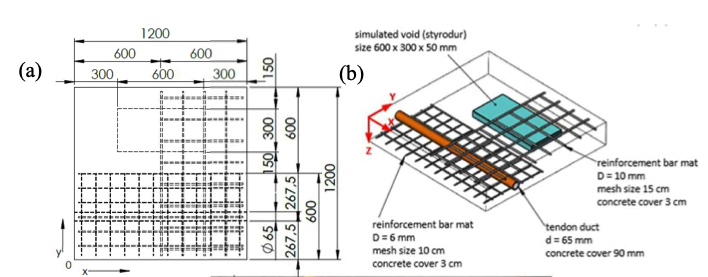 (a)
1200
600 600
300 600 300
150
300
150
600
267,5
267,5
Ø65
600
1200
y
0
x
(b)
simulated void (styrodur)
size 600 x 300 x 50 mm
Y
X
Z
reinforcement bar mat
D = 10 mm
mesh size 15 cm
concrete cover 3 cm
reinforcement bar mat
D = 6 mm
mesh size 10 cm
concrete cover 3 cm
tendon duct
d = 65 mm
concrete cover 90 mm